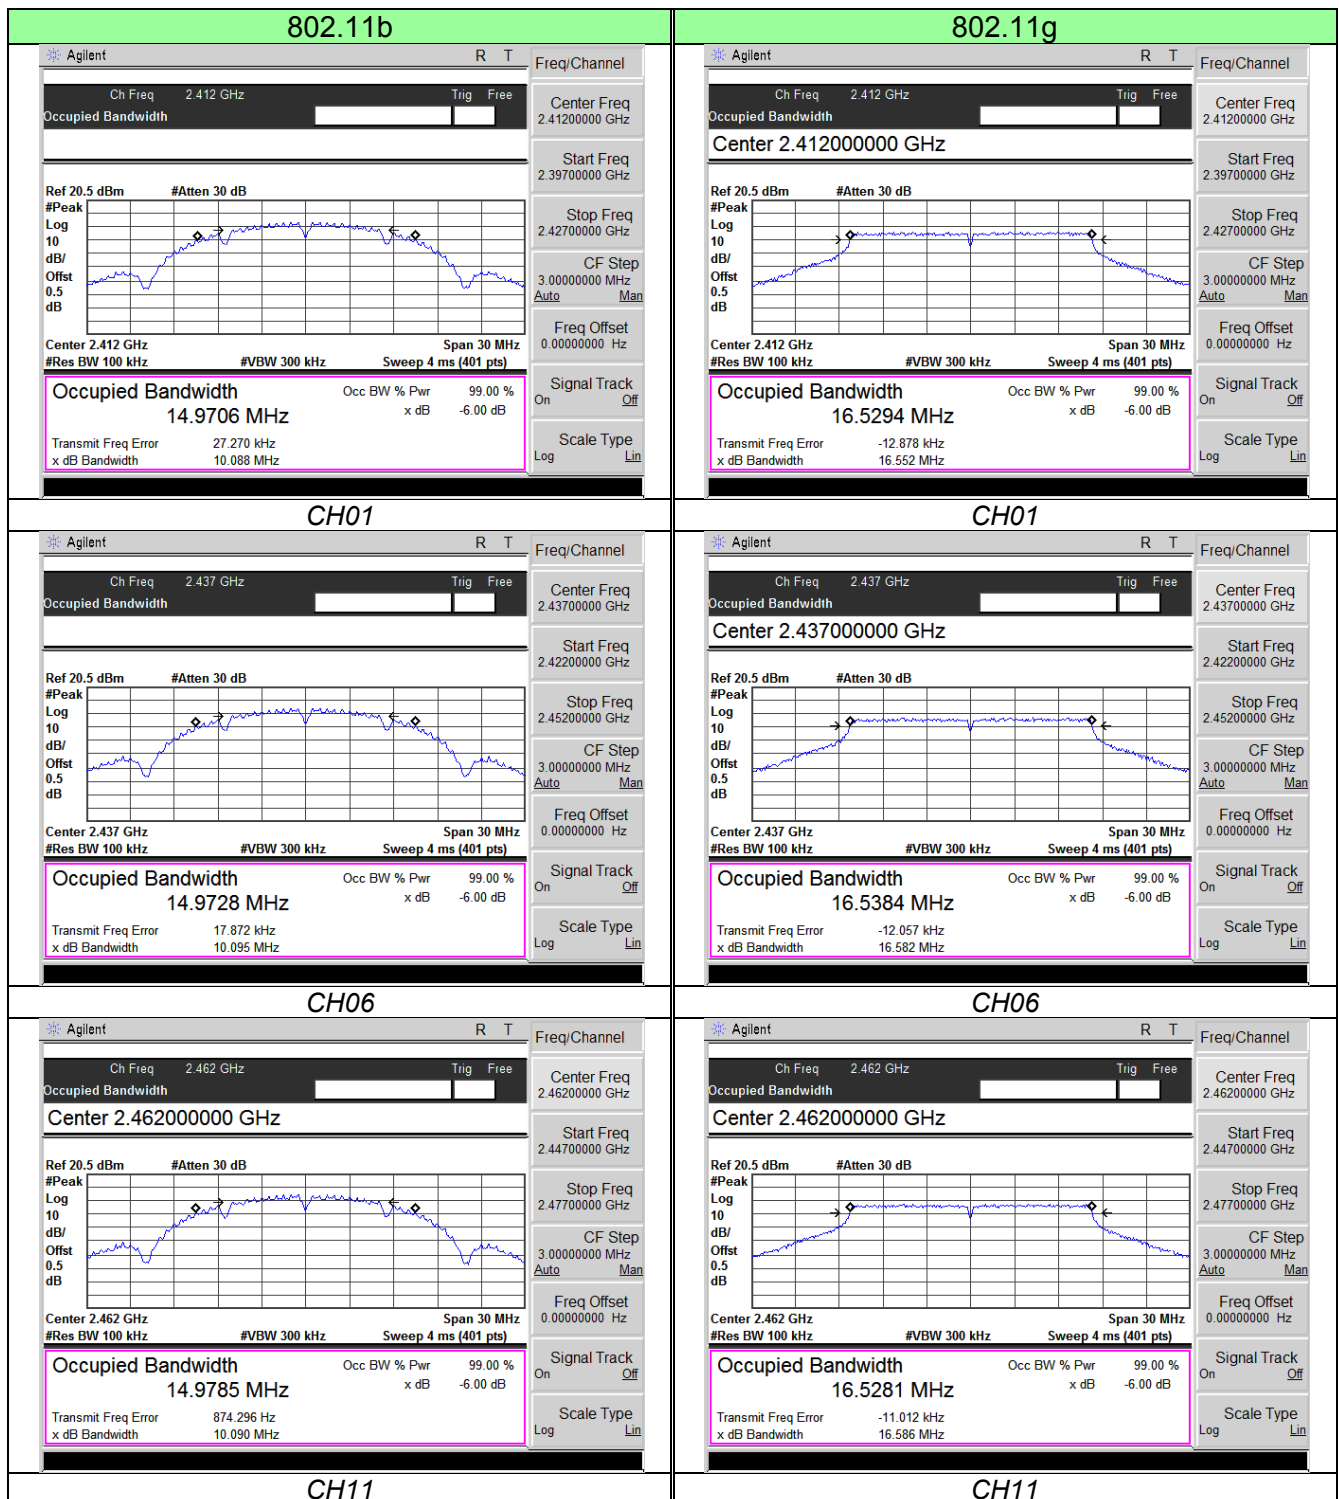 802.11b
Agilent R T
Freq/Channel
Ch Freq 2.412 GHz Trig Free
Occupied Bandwidth
Center Freq
2.41200000 GHz
Start Freq
2.39700000 GHz
Stop Freq
2.42700000 GHz
CF Step
3.00000000 MHz
Auto Man
Freq Offset
0.00000000 Hz
Signal Track
On Off
Scale Type
Log Lin
Ref 20.5 dBm #Atten 30 dB
#Peak
Log
10
dB/
Offst
0.5
dB
Center 2.412 GHz Span 30 MHz
#Res BW 100 kHz #VBW 300 kHz Sweep 4 ms (401 pts)
Occupied Bandwidth Occ BW % Pwr 99.00 %
14.9706 MHz x dB -6.00 dB
Transmit Freq Error 27.270 kHz
x dB Bandwidth 10.088 MHz
CH01
802.11g
Agilent R T
Freq/Channel
Ch Freq 2.412 GHz Trig Free
Occupied Bandwidth
Center 2.412000000 GHz
Center Freq
2.41200000 GHz
Start Freq
2.39700000 GHz
Stop Freq
2.42700000 GHz
CF Step
3.00000000 MHz
Auto Man
Freq Offset
0.00000000 Hz
Signal Track
On Off
Scale Type
Log Lin
Ref 20.5 dBm #Atten 30 dB
#Peak
Log
10
dB/
Offst
0.5
dB
Center 2.412 GHz Span 30 MHz
#Res BW 100 kHz #VBW 300 kHz Sweep 4 ms (401 pts)
Occupied Bandwidth Occ BW % Pwr 99.00 %
16.5294 MHz x dB -6.00 dB
Transmit Freq Error -12.878 kHz
x dB Bandwidth 16.552 MHz
CH01
Agilent R T
Freq/Channel
Ch Freq 2.437 GHz Trig Free
Occupied Bandwidth
Center Freq
2.43700000 GHz
Start Freq
2.42200000 GHz
Stop Freq
2.45200000 GHz
CF Step
3.00000000 MHz
Auto Man
Freq Offset
0.00000000 Hz
Signal Track
On Off
Scale Type
Log Lin
Ref 20.5 dBm #Atten 30 dB
#Peak
Log
10
dB/
Offst
0.5
dB
Center 2.437 GHz Span 30 MHz
#Res BW 100 kHz #VBW 300 kHz Sweep 4 ms (401 pts)
Occupied Bandwidth Occ BW % Pwr 99.00 %
14.9728 MHz x dB -6.00 dB
Transmit Freq Error 17.872 kHz
x dB Bandwidth 10.095 MHz
CH06
Agilent R T
Freq/Channel
Ch Freq 2.437 GHz Trig Free
Occupied Bandwidth
Center 2.437000000 GHz
Center Freq
2.43700000 GHz
Start Freq
2.42200000 GHz
Stop Freq
2.45200000 GHz
CF Step
3.00000000 MHz
Auto Man
Freq Offset
0.00000000 Hz
Signal Track
On Off
Scale Type
Log Lin
Ref 20.5 dBm #Atten 30 dB
#Peak
Log
10
dB/
Offst
0.5
dB
Center 2.437 GHz Span 30 MHz
#Res BW 100 kHz #VBW 300 kHz Sweep 4 ms (401 pts)
Occupied Bandwidth Occ BW % Pwr 99.00 %
16.5384 MHz x dB -6.00 dB
Transmit Freq Error -12.057 kHz
x dB Bandwidth 16.582 MHz
CH06
Agilent R T
Freq/Channel
Ch Freq 2.462 GHz Trig Free
Occupied Bandwidth
Center 2.462000000 GHz
Center Freq
2.46200000 GHz
Start Freq
2.44700000 GHz
Stop Freq
2.47700000 GHz
CF Step
3.00000000 MHz
Auto Man
Freq Offset
0.00000000 Hz
Signal Track
On Off
Scale Type
Log Lin
Ref 20.5 dBm #Atten 30 dB
#Peak
Log
10
dB/
Offst
0.5
dB
Center 2.462 GHz Span 30 MHz
#Res BW 100 kHz #VBW 300 kHz Sweep 4 ms (401 pts)
Occupied Bandwidth Occ BW % Pwr 99.00 %
14.9785 MHz x dB -6.00 dB
Transmit Freq Error 874.296 Hz
x dB Bandwidth 10.090 MHz
CH11
Agilent R T
Freq/Channel
Ch Freq 2.462 GHz Trig Free
Occupied Bandwidth
Center 2.462000000 GHz
Center Freq
2.46200000 GHz
Start Freq
2.44700000 GHz
Stop Freq
2.47700000 GHz
CF Step
3.00000000 MHz
Auto Man
Freq Offset
0.00000000 Hz
Signal Track
On Off
Scale Type
Log Lin
Ref 20.5 dBm #Atten 30 dB
#Peak
Log
10
dB/
Offst
0.5
dB
Center 2.462 GHz Span 30 MHz
#Res BW 100 kHz #VBW 300 kHz Sweep 4 ms (401 pts)
Occupied Bandwidth Occ BW % Pwr 99.00 %
16.5281 MHz x dB -6.00 dB
Transmit Freq Error -11.012 kHz
x dB Bandwidth 16.586 MHz
CH11